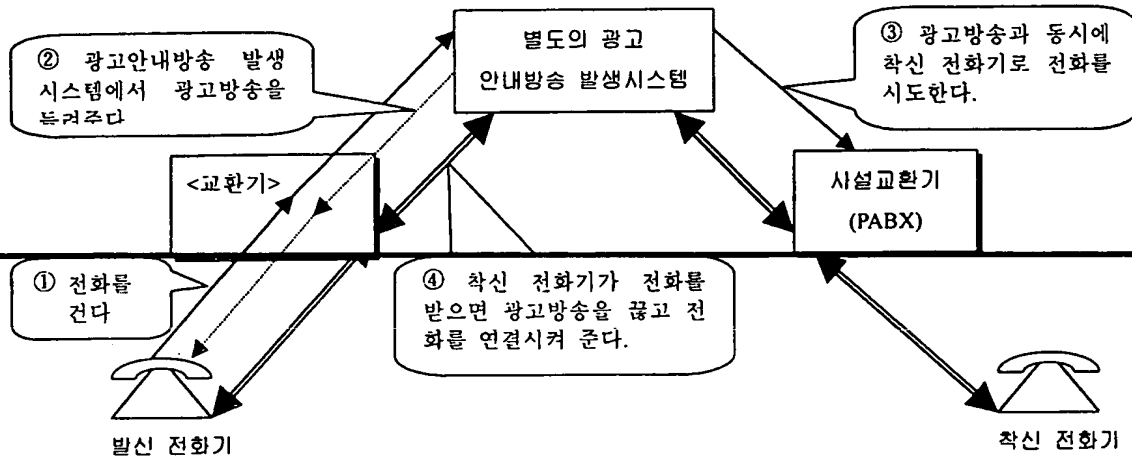 ② 광고안내방송 발생
시스템에서 광고방송을
들려주다
별도의 광고
안내방송 발생시스템
③ 광고방송과 동시에
착신 전화기로 전화를
시도한다.
<교환기>
사설교환기
(PABX)
① 전화를
건다
④ 착신 전화기가 전화를
받으면 광고방송을 끊고 전
화를 연결시켜 준다.
발신 전화기
착신 전화기